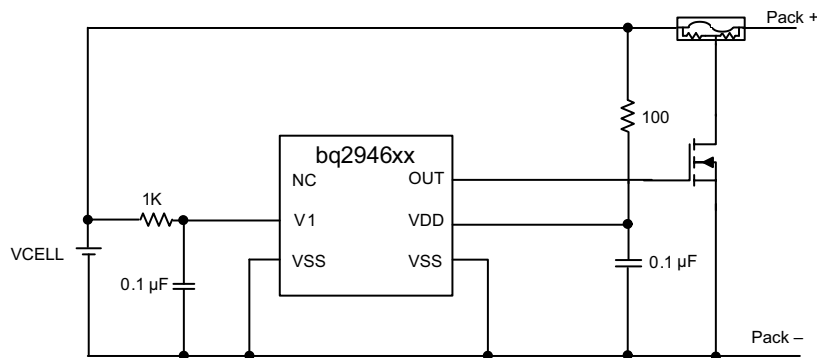 Pack +
100
bq2946xx
NC
OUT
1K
V1
VDD
VCELL
VSS
VSS
0.1 µF
0.1 µF
Pack –